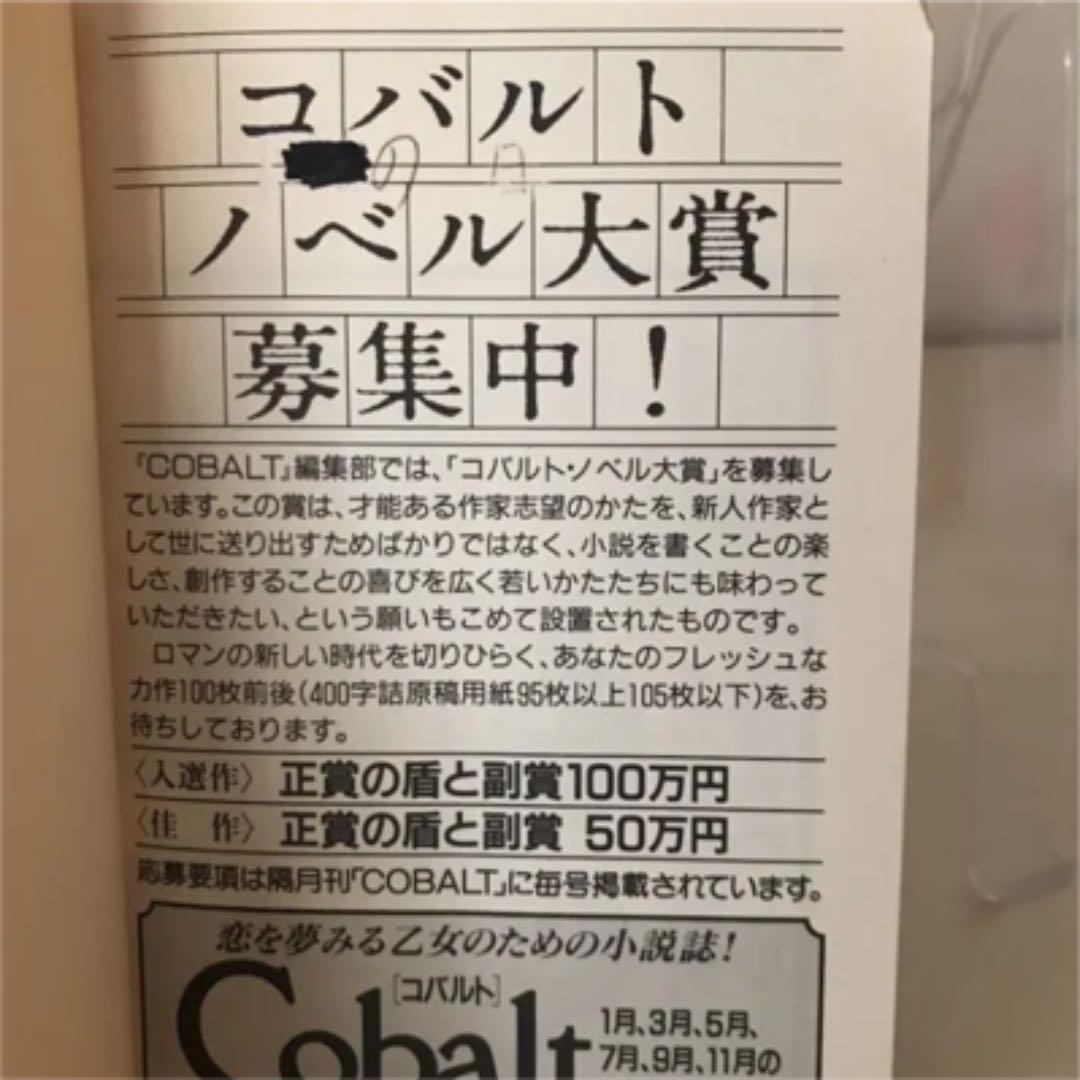 コバルト
の 日
ノベル大賞
募集中！
『COBALT』編集部では、「コバルト・ノベル大賞」を募集し
ています。この賞は、才能ある作家志望のかたを、新人作家と
して世に送り出すためばかりではなく、小説を書くことの楽
しさ、創作することの喜びを広く若いかたたちにも味わって
いただきたい、という願いもこめて設置されたものです。
ロマンの新しい時代を切りひらく、あなたのフレッシュな
力作100枚前後（400字詰原稿用紙95枚以上105枚以下）を、お
待ちしております。
〈入選作〉 正賞の盾と副賞100万円
〈佳　作〉 正賞の盾と副賞 50万円
応募要項は隔月刊「COBALT」に毎号掲載されています。
恋を夢みる乙女のための小説誌！
[コバルト]
Cobalt
1月、3月、5月、
7月、9月、11月の